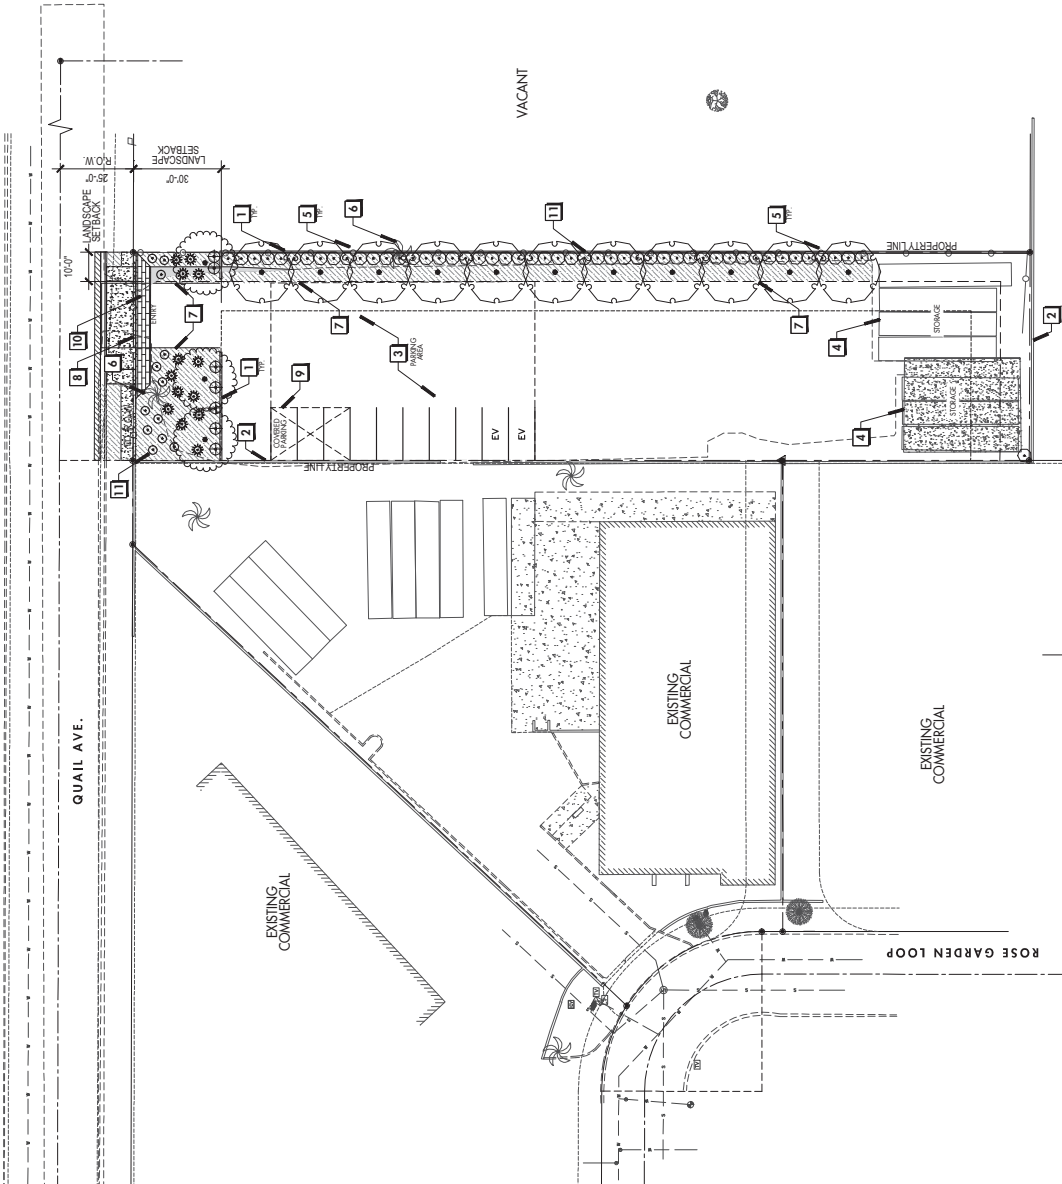 VACANT
R.O.W.
25'-0"
LANDSCAPE
SETBACK
30'-0"
LANDSCAPE
SETBACK
10'-0"
1
TYP.
5
TYP.
6
11
5
TYP.
PROPERTY LINE
10
8
6
7
ENTRY
7
3
PARKING
AREA
7
4
STORAGE
2
1
TYP.
9
2
COVERED
PARKING
EV
EV
4
STORAGE
11
PROPERTY LINE
QUAIL AVE.
EXISTING
COMMERCIAL
EXISTING
COMMERCIAL
EXISTING
COMMERCIAL
ROSE GARDEN LOOP